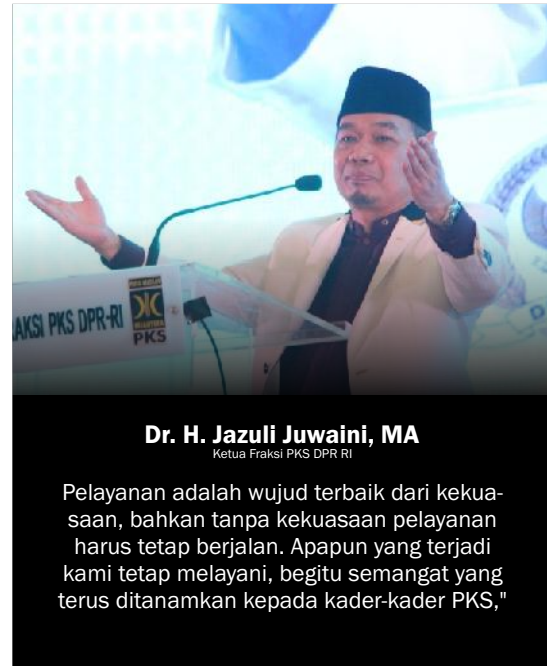 AKSI PKS DPR-RI
PKS
Dr. H. Jazuli Juwaini, MA
Ketua Fraksi PKS DPR RI
Pelayanan adalah wujud terbaik dari kekua-
saan, bahkan tanpa kekuasaan pelayanan
harus tetap berjalan. Apapun yang terjadi
kami tetap melayani, begitu semangat yang
terus ditanamkan kepada kader-kader PKS,"